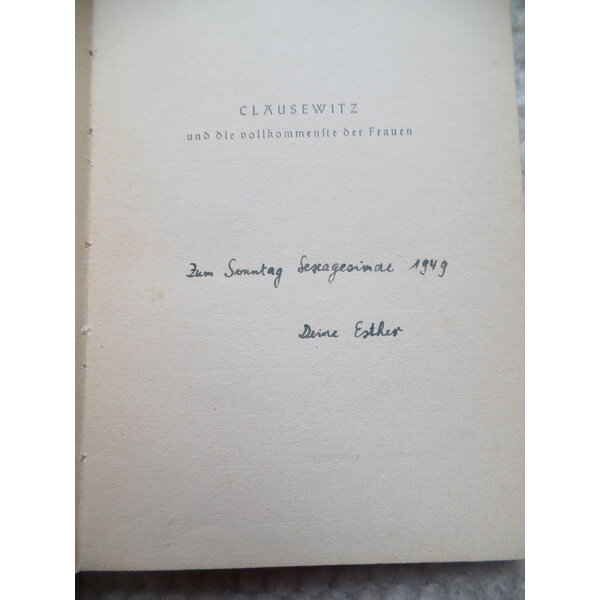 CLAUSEWITZ
und die vollkommenſte der Frauen
Zum Sonntag Sexagesimae 1949
Deine Esther